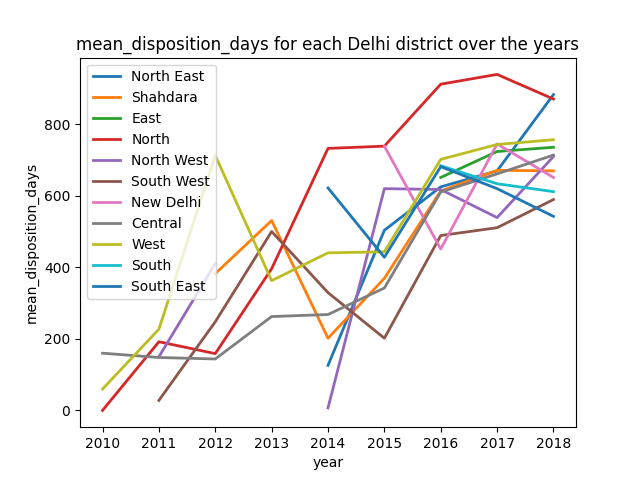 mean_disposition_days for each Delhi district over the years
North East
Shahdara
East
North
North West
South West
New Delhi
Central
West
South
South East
mean_disposition_days
800
600
400
200
0
2010 2011 2012 2013 2014 2015 2016 2017 2018
year